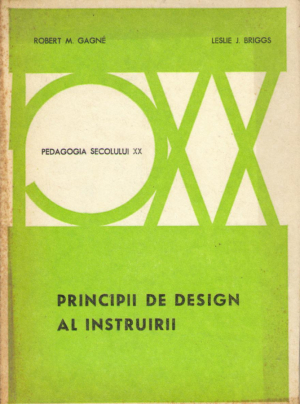 ROBERT M. GAGNÉ
LESLIE J. BRIGGS
PEDAGOGIA SECOLULUI XX
PRINCIPII DE DESIGN
AL INSTRUIRII